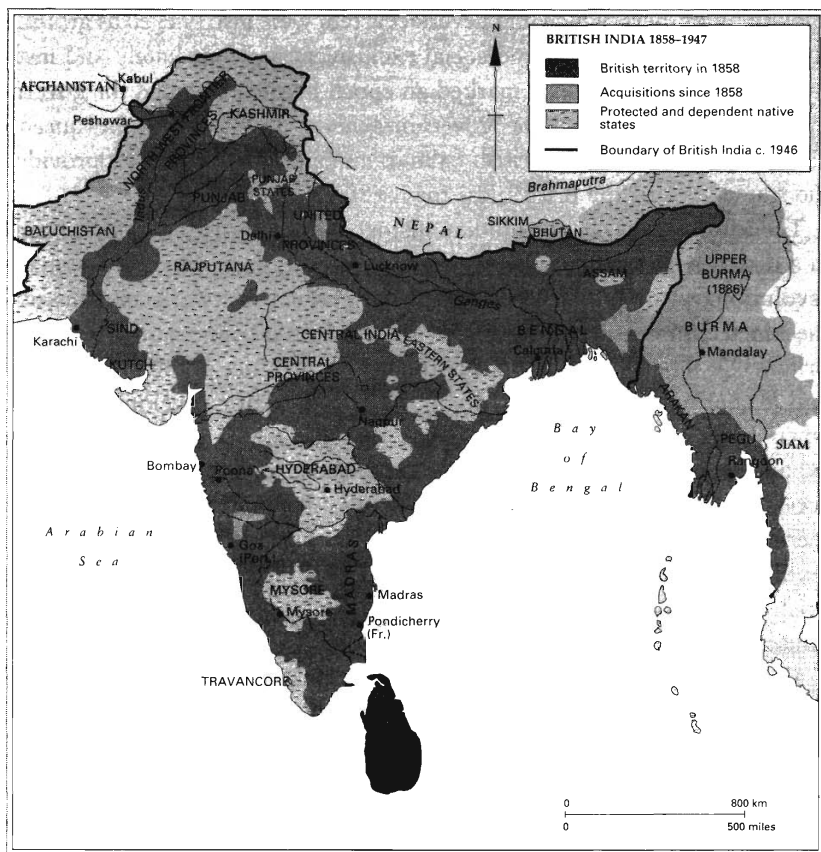 BRITISH INDIA 1858–1947
British territory in 1858
Acquisitions since 1858
Protected and dependent native
states
Boundary of British India c. 1946
N
AFGHANISTAN
Kabul
Peshawar
NORTH WEST FRONTIER
PROVINCES
KASHMIR
PUNJAB
STATES
PUNJAB
Indus
BALUCHISTAN
Delhi
UNITED
PROVINCES
NEPAL
SIKKIM
BHUTAN
Brahmaputra
RAJPUTANA
Lucknow
Ganges
ASSAM
UPPER
BURMA
(1886)
BURMA
Mandalay
SIND
Karachi
KUTCH
CENTRAL INDIA
EASTERN STATES
BENGAL
Calcutta
CENTRAL
PROVINCES
Nagpur
ARAKAN
PEGU
Rangoon
SIAM
Bombay
Poona
HYDERABAD
Hyderabad
Bay
of
Bengal
Arabian
Sea
Goa
(Port.)
MADRAS
MYSORE
Mysore
Madras
Pondicherry
(Fr.)
TRAVANCORE
0 800 km
0 500 miles